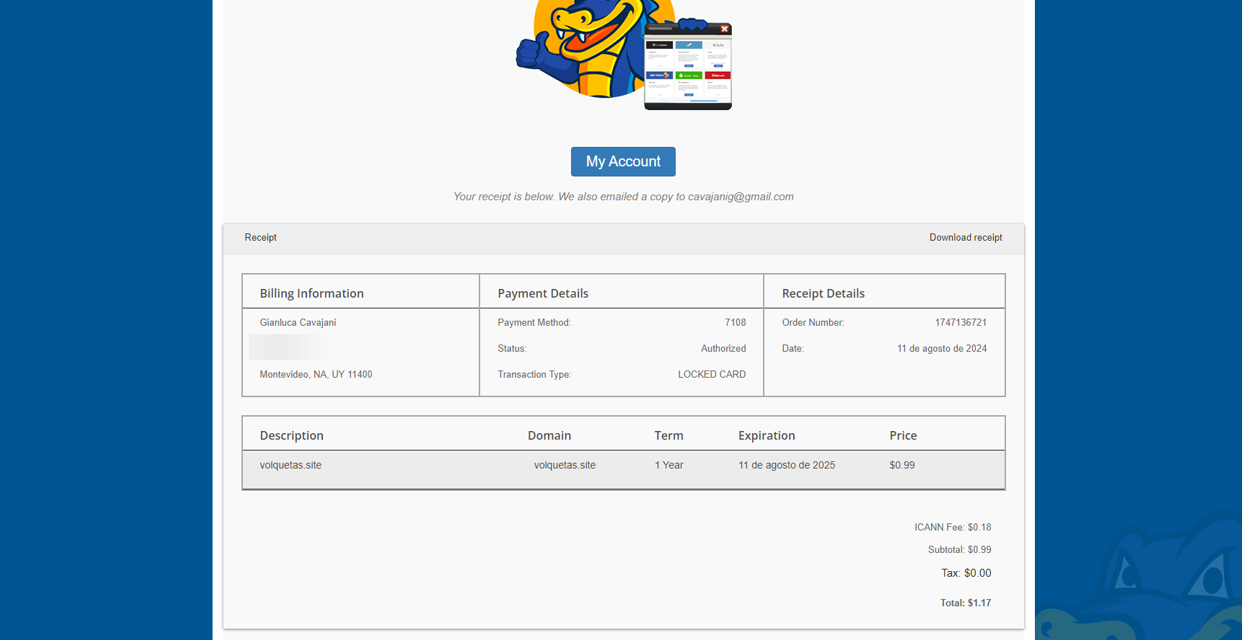 My Account
Your receipt is below. We also emailed a copy to cavajanig@gmail.com
Receipt Download receipt
Billing Information Payment Details Receipt Details
Gianluca Cavajani Payment Method: 7108 Order Number: 1747136721
Status: Authorized Date: 11 de agosto de 2024
Montevideo, NA, UY 11400 Transaction Type: LOCKED CARD
Description Domain Term Expiration Price
volquetas.site volquetas.site 1 Year 11 de agosto de 2025 $0.99
ICANN Fee: $0.18
Subtotal: $0.99
Tax: $0.00
Total: $1.17